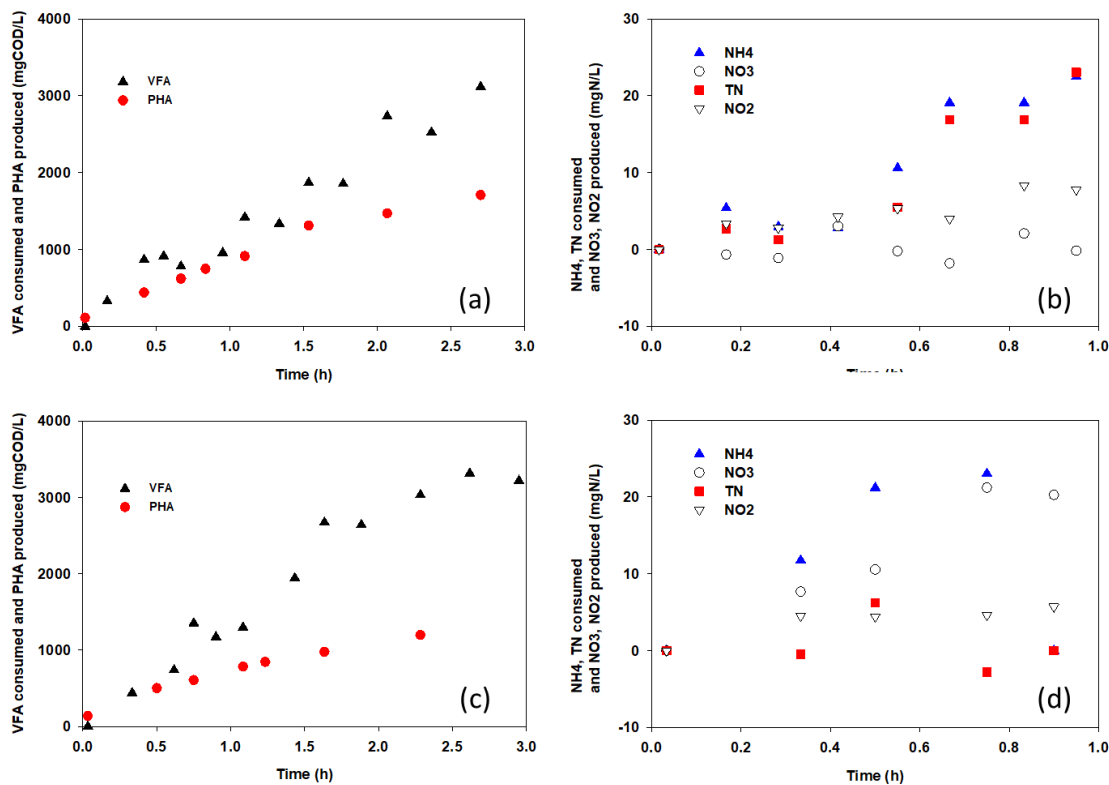 VFA consumed and PHA produced (mgCOD/L)
4000
3000
2000
1000
0
VFA
PHA
(a)
0.0 0.5 1.0 1.5 2.0 2.5 3.0
Time (h)
NH4, TN consumed
and NO3, NO2 produced (mgN/L)
30
20
10
0
-10
NH4
NO3
TN
NO2
(b)
0.0 0.2 0.4 0.6 0.8 1.0
Time (h)
VFA consumed and PHA produced (mgCOD/L)
4000
3000
2000
1000
0
VFA
PHA
(c)
0.0 0.5 1.0 1.5 2.0 2.5 3.0
Time (h)
NH4, TN consumed
and NO3, NO2 produced (mgN/L)
30
20
10
0
-10
NH4
NO3
TN
NO2
(d)
0.0 0.2 0.4 0.6 0.8 1.0
Time (h)